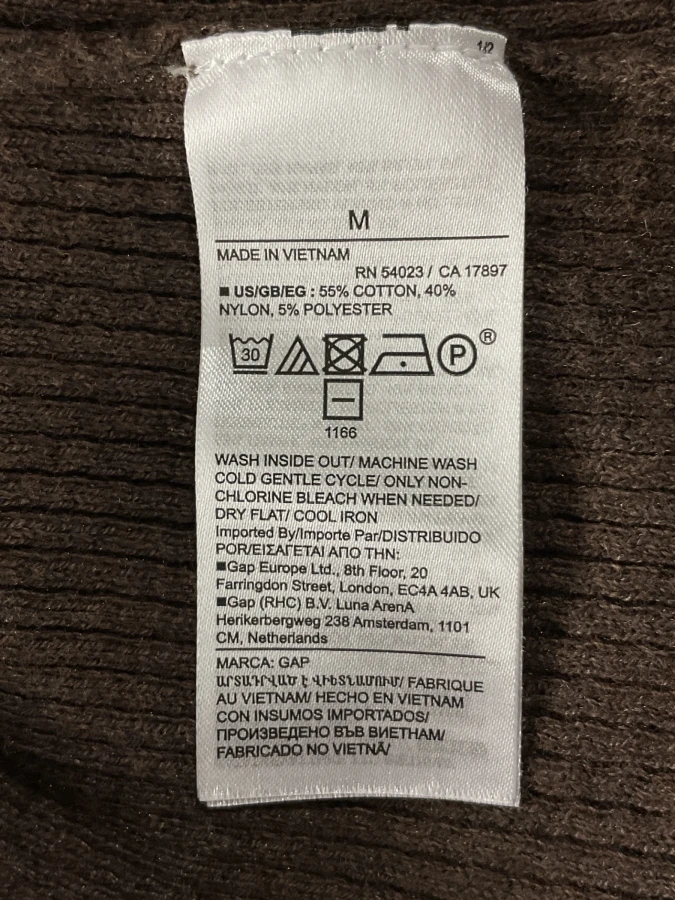 1/2
M
MADE IN VIETNAM
RN 54023 / CA 17897
■ US/GB/EG : 55% COTTON, 40%
NYLON, 5% POLYESTER
30 P ®
1166
WASH INSIDE OUT/ MACHINE WASH
COLD GENTLE CYCLE/ ONLY NON-
CHLORINE BLEACH WHEN NEEDED/
DRY FLAT/ COOL IRON
Imported By/Importe Par/DISTRIBUIDO
POR/ΕΙΣΑΓΕΤΑΙ ΑΠΟ ΤΗΝ:
■Gap Europe Ltd., 8th Floor, 20
Farringdon Street, London, EC4A 4AB, UK
■Gap (RHC) B.V. Luna ArenA
Herikerbergweg 238 Amsterdam, 1101
CM, Netherlands
MARCA: GAP
ԱՐՏԱԴՐՎԱԾ Է ՎԻԵՏՆԱՄՈՒՄ/ FABRIQUE
AU VIETNAM/ HECHO EN VIETNAM
CON INSUMOS IMPORTADOS/
ПРОИЗВЕДЕНО ВЪВ ВИЕТНАМ/
FABRICADO NO VIETNÃ/